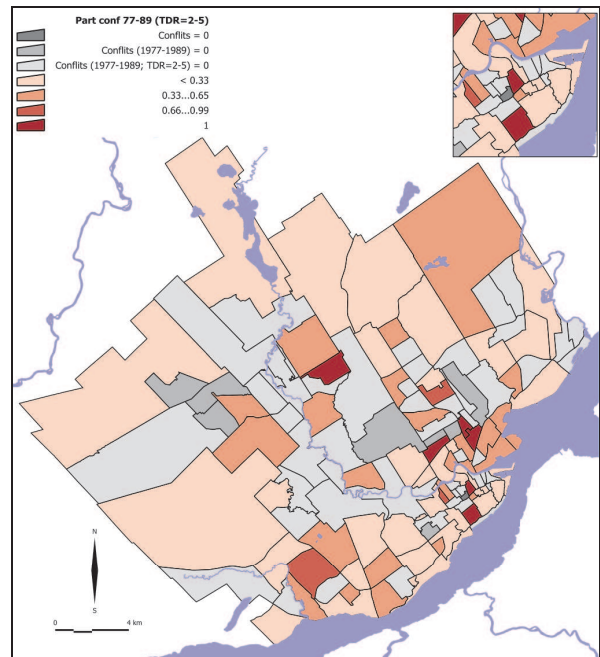 Part conf 77-89 (TDR=2-5)
Conflits = 0
Conflits (1977-1989) = 0
Conflits (1977-1989; TDR=2-5) = 0
< 0.33
0.33...0.65
0.66...0.99
1
N
S
0 4 km